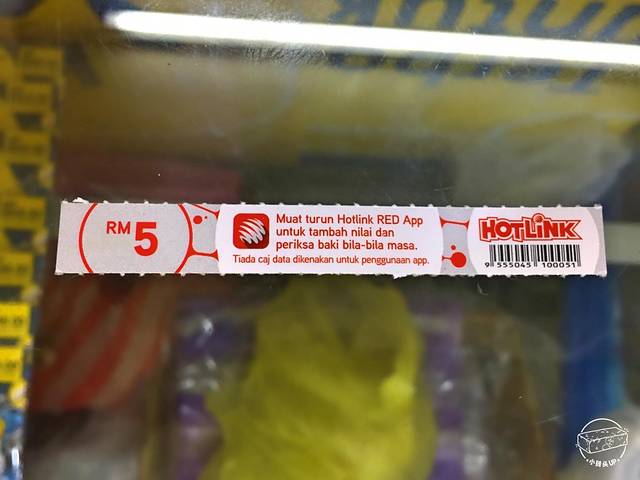 RM 5
Muat turun Hotlink RED App
untuk tambah nilai dan
periksa baki bila-bila masa.
Tiada caj data dikenakan untuk penggunaan app.
HOTLINK
9 555045 100051